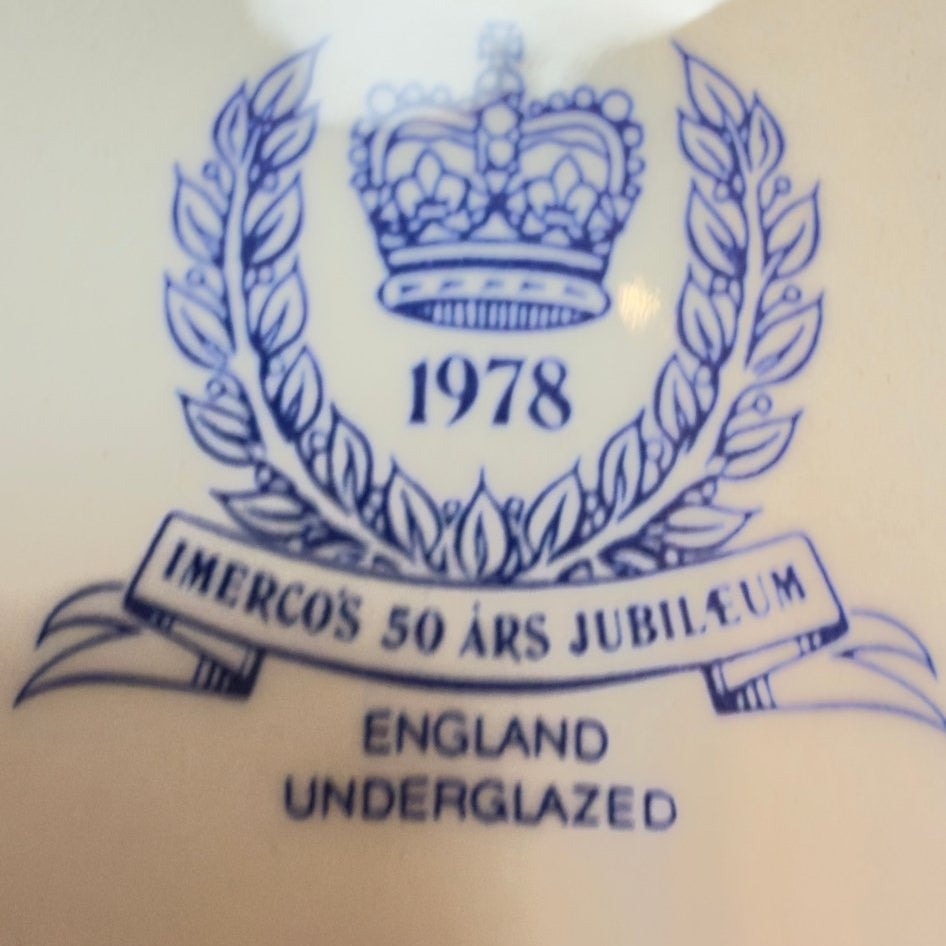 1978
IMERCO'S 50 ÅRS JUBILÆUM
ENGLAND
UNDERGLAZED